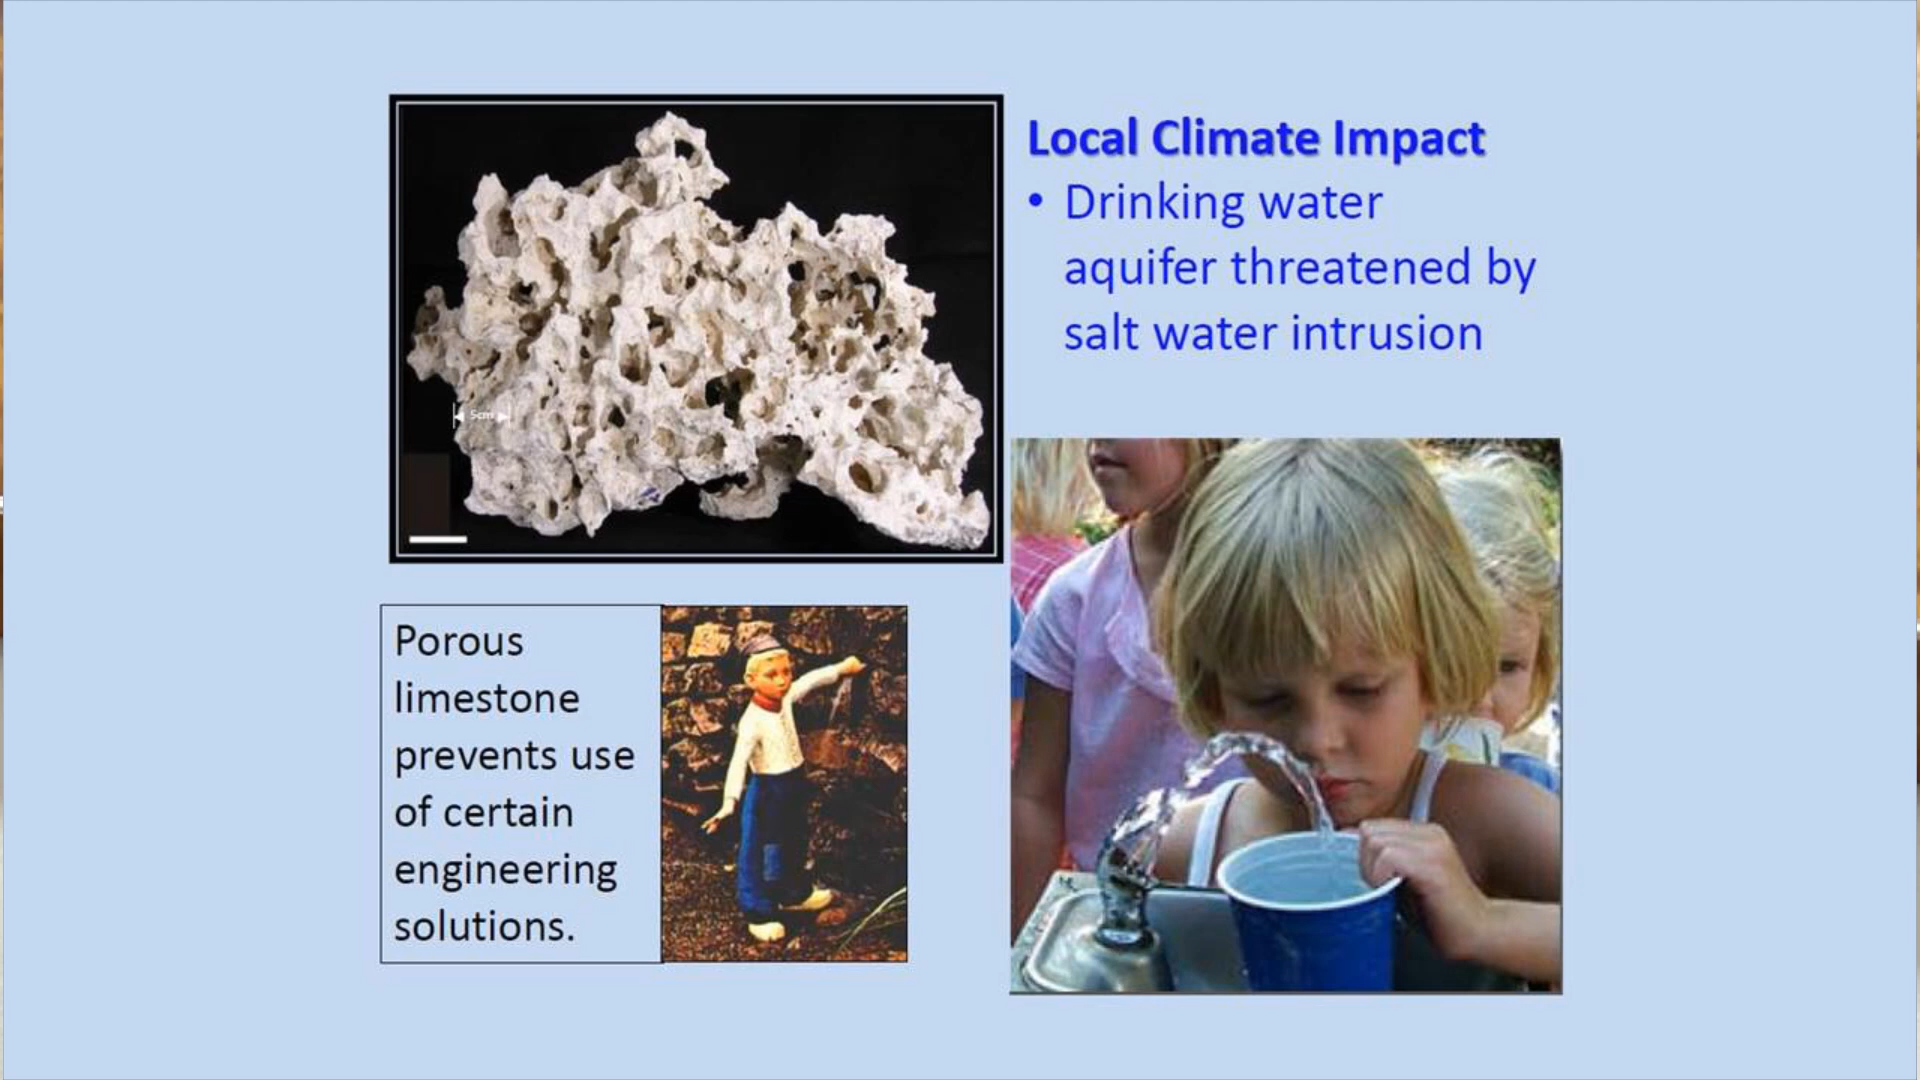 Local Climate Impact
• Drinking water
aquifer threatened by
salt water intrusion
5cm
Porous
limestone
prevents use
of certain
engineering
solutions.